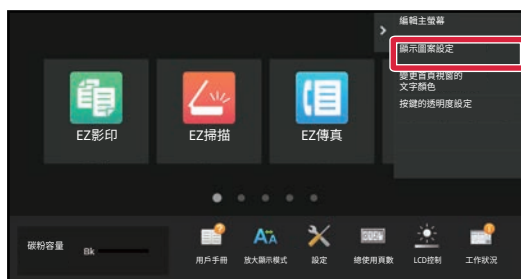 編輯主螢幕
顯示圖案設定
變更首頁視窗的
文字顏色
按鍵的透明度設定
EZ影印
EZ掃描
EZ傳真
碳粉容量
Bk
用戶手冊
放大顯示模式
設定
總使用頁數
LCD控制
工作狀況